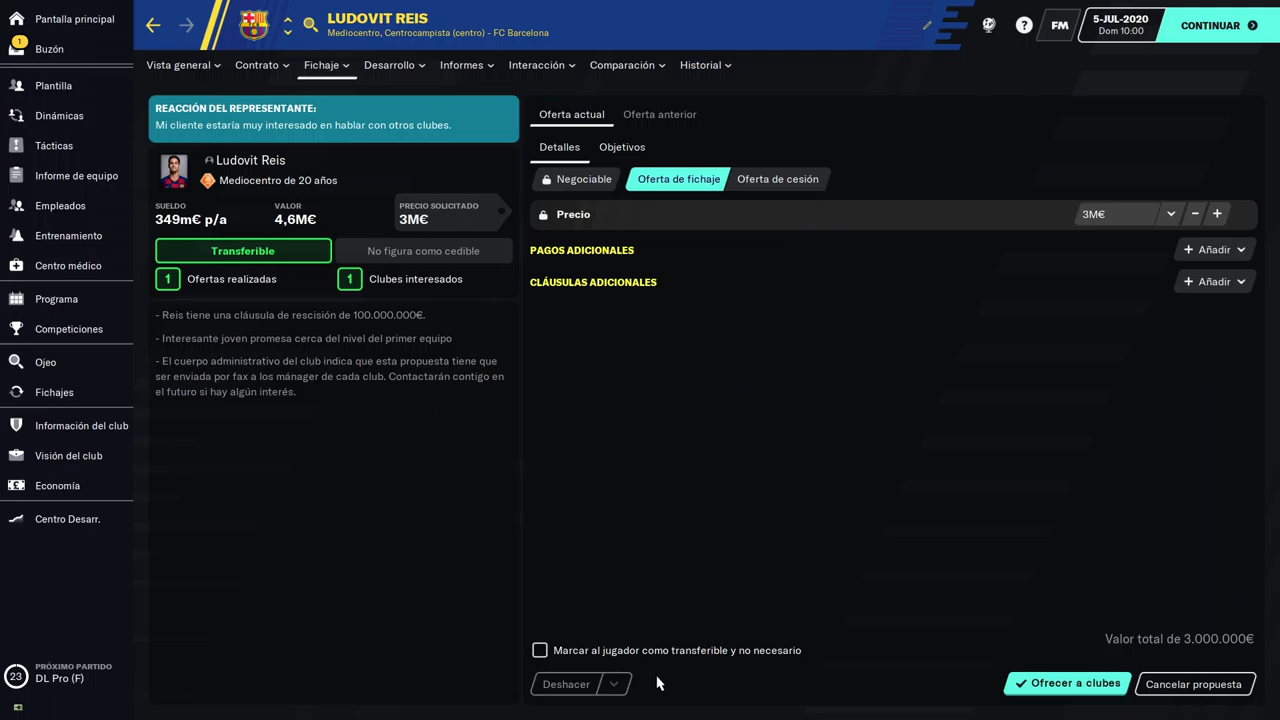 LUDOVIT REIS
Mediocentro, Centrocampista (centro) - FC Barcelona
FM
5-JUL-2020
Dom 10:00
CONTINUAR
Pantalla principal
1
Buzón
Plantilla
Dinámicas
Tácticas
Informe de equipo
Empleados
Entrenamiento
Centro médico
Programa
Competiciones
Ojeo
Fichajes
Información del club
Visión del club
Economía
Centro Desarr.
23
PRÓXIMO PARTIDO
DL Pro (F)
Vista general
Contrato
Fichaje
Desarrollo
Informes
Interacción
Comparación
Historial
REACCIÓN DEL REPRESENTANTE:
Mi cliente estaría muy interesado en hablar con otros clubes.
Ludovit Reis
Mediocentro de 20 años
SUELDO
349m€ p/a
VALOR
4,6M€
PRECIO SOLICITADO
3M€
Transferible
No figura como cedible
1 Ofertas realizadas
1 Clubes interesados
- Reis tiene una cláusula de rescisión de 100.000.000€.
- Interesante joven promesa cerca del nivel del primer equipo
- El cuerpo administrativo del club indica que esta propuesta tiene que
ser enviada por fax a los mánager de cada club. Contactarán contigo en
el futuro si hay algún interés.
Oferta actual
Oferta anterior
Detalles
Objetivos
Negociable
Oferta de fichaje
Oferta de cesión
Precio
3M€
PAGOS ADICIONALES
Añadir
CLÁUSULAS ADICIONALES
Añadir
Valor total de 3.000.000€
Marcar al jugador como transferible y no necesario
Deshacer
Ofrecer a clubes
Cancelar propuesta